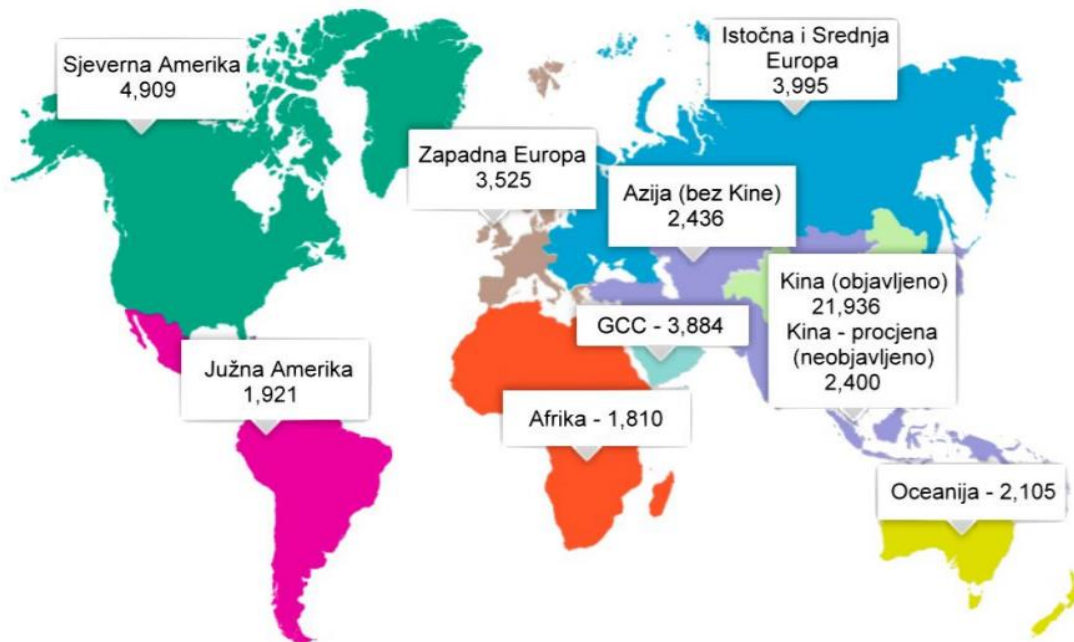 Sjeverna Amerika
4,909
Istočna i Srednja
Europa
3,995
Zapadna Europa
3,525
Azija (bez Kine)
2,436
Kina (objavljeno)
21,936
Kina - procjena
(neobjavljeno)
2,400
GCC - 3,884
Južna Amerika
1,921
Afrika - 1,810
Oceanija - 2,105